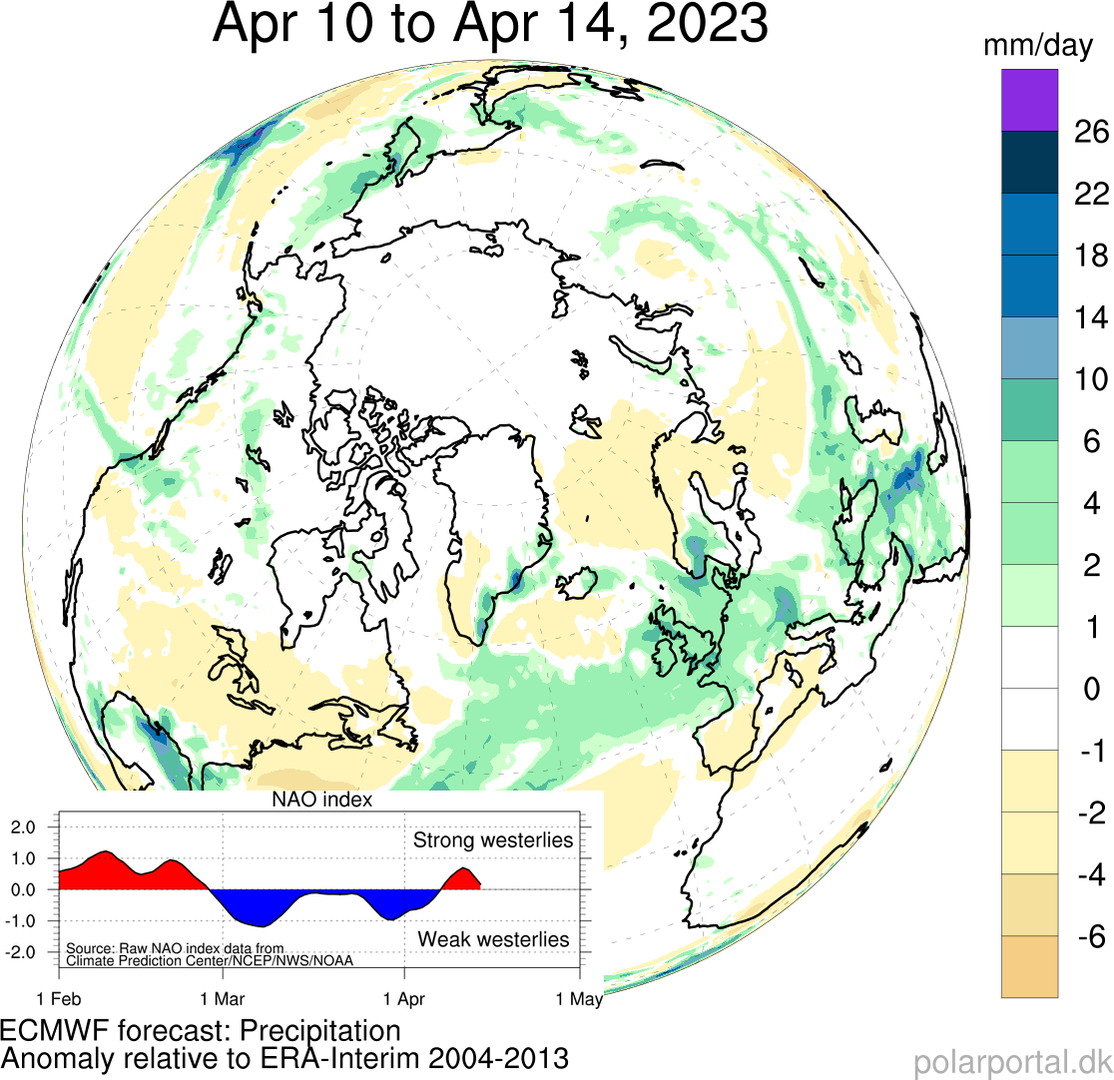 Apr 10 to Apr 14, 2023
mm/day
26
22
18
14
10
6
4
2
1
0
-1
-2
-4
-6
NAO index
2.0
1.0
0.0
-1.0
-2.0
Strong westerlies
Weak westerlies
Source: Raw NAO index data from
Climate Prediction Center/NCEP/NWS/NOAA
1 Feb
1 Mar
1 Apr
1 May
ECMWF forecast: Precipitation
Anomaly relative to ERA-Interim 2004-2013
polarportal.dk